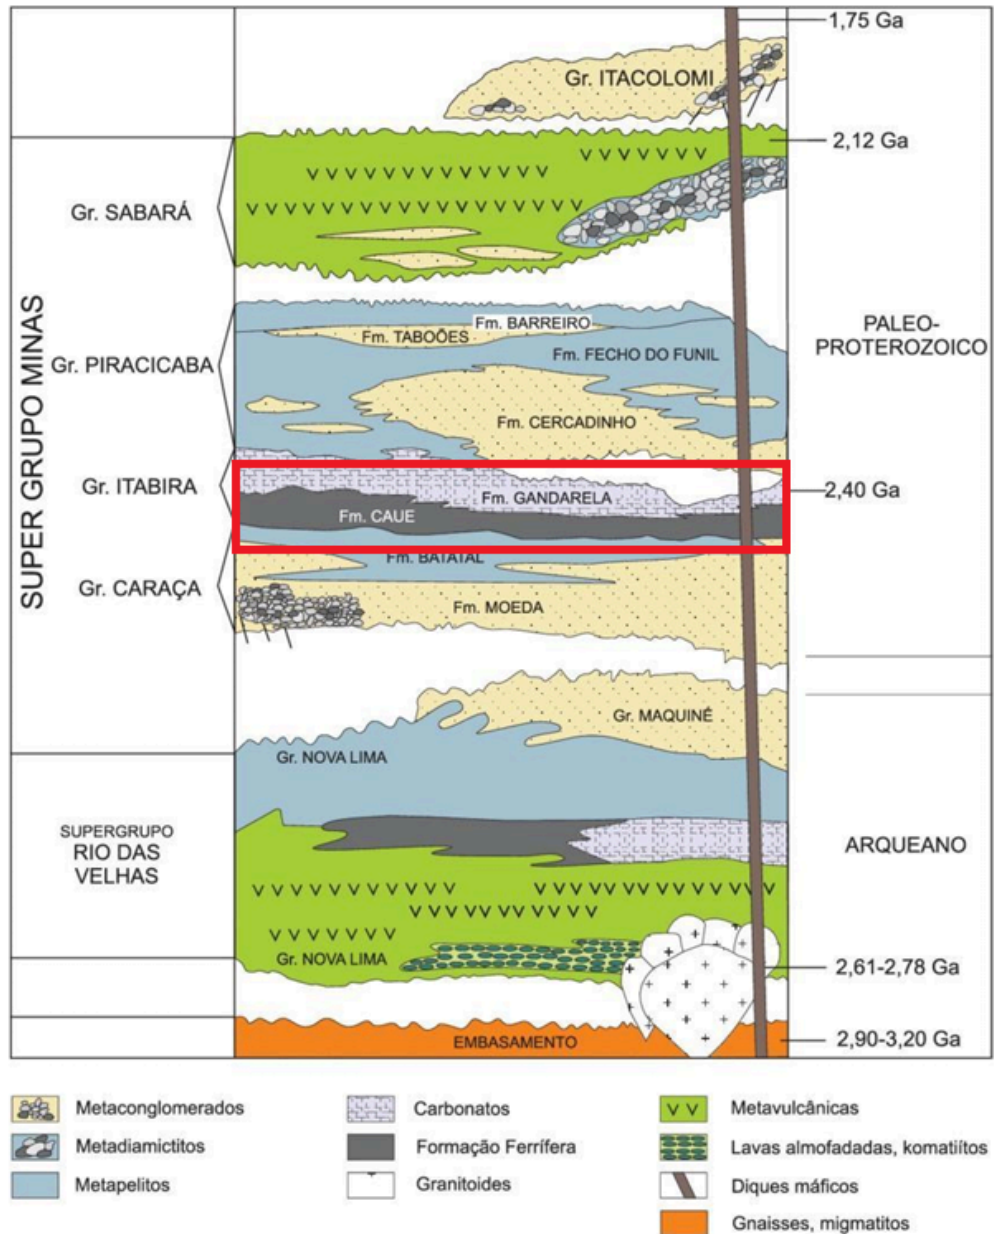 1,75 Ga
Gr. ITACOLOMI
2,12 Ga
Gr. SABARÁ
SUPER GRUPO MINAS
PALEO-
PROTEROZOICO
Fm. BARREIRO
Fm. TABOÕES
Fm. FECHO DO FUNIL
Gr. PIRACICABA
Fm. CERCADINHO
Gr. ITABIRA
Fm. GANDARELA
2,40 Ga
Fm. CAUE
Fm. BATATAL
Gr. CARAÇA
Fm. MOEDA
Gr. MAQUINÉ
Gr. NOVA LIMA
SUPERGRUPO
RIO DAS
VELHAS
ARQUEANO
Gr. NOVA LIMA
2,61-2,78 Ga
EMBASAMENTO
2,90-3,20 Ga
Metaconglomerados
Carbonatos
Metavulcânicas
Metadiamictitos
Formação Ferrífera
Lavas almofadadas, komatiítos
Metapelitos
Granitoides
Diques máficos
Gnaisses, migmatitos